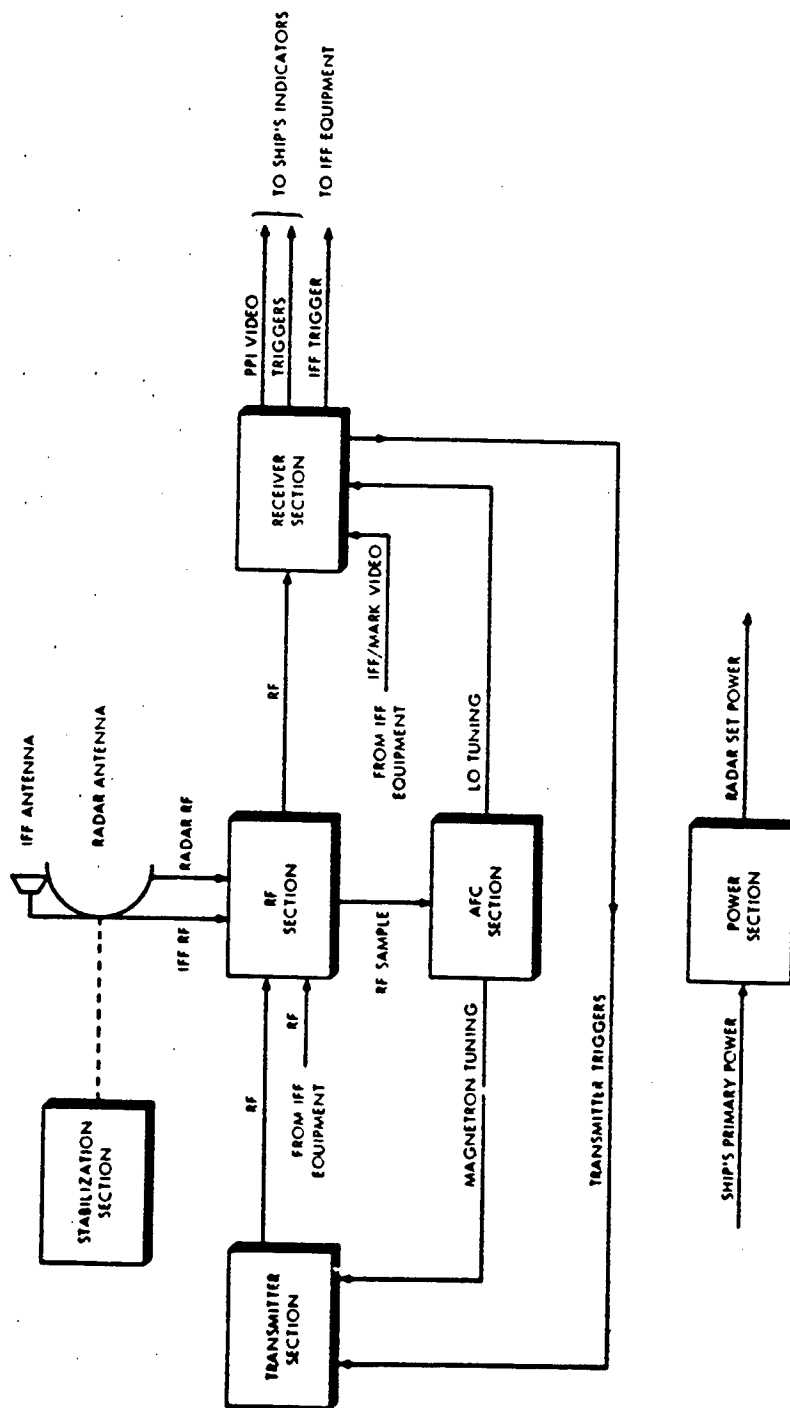 IFF ANTENNA
RADAR ANTENNA
STABILIZATION
SECTION
IFF RF
RADAR RF
TRANSMITTER
SECTION
RF
FROM IFF
EQUIPMENT
RF
RF
SECTION
RF
RECEIVER
SECTION
PPI VIDEO
TRIGGERS
TO SHIP'S INDICATORS
IFF TRIGGER
TO IFF EQUIPMENT
FROM IFF
EQUIPMENT
IFF/MARK VIDEO
RF SAMPLE
MAGNETRON TUNING
AFC
SECTION
LO TUNING
TRANSMITTER TRIGGERS
SHIP'S PRIMARY POWER
POWER
SECTION
RADAR SET POWER